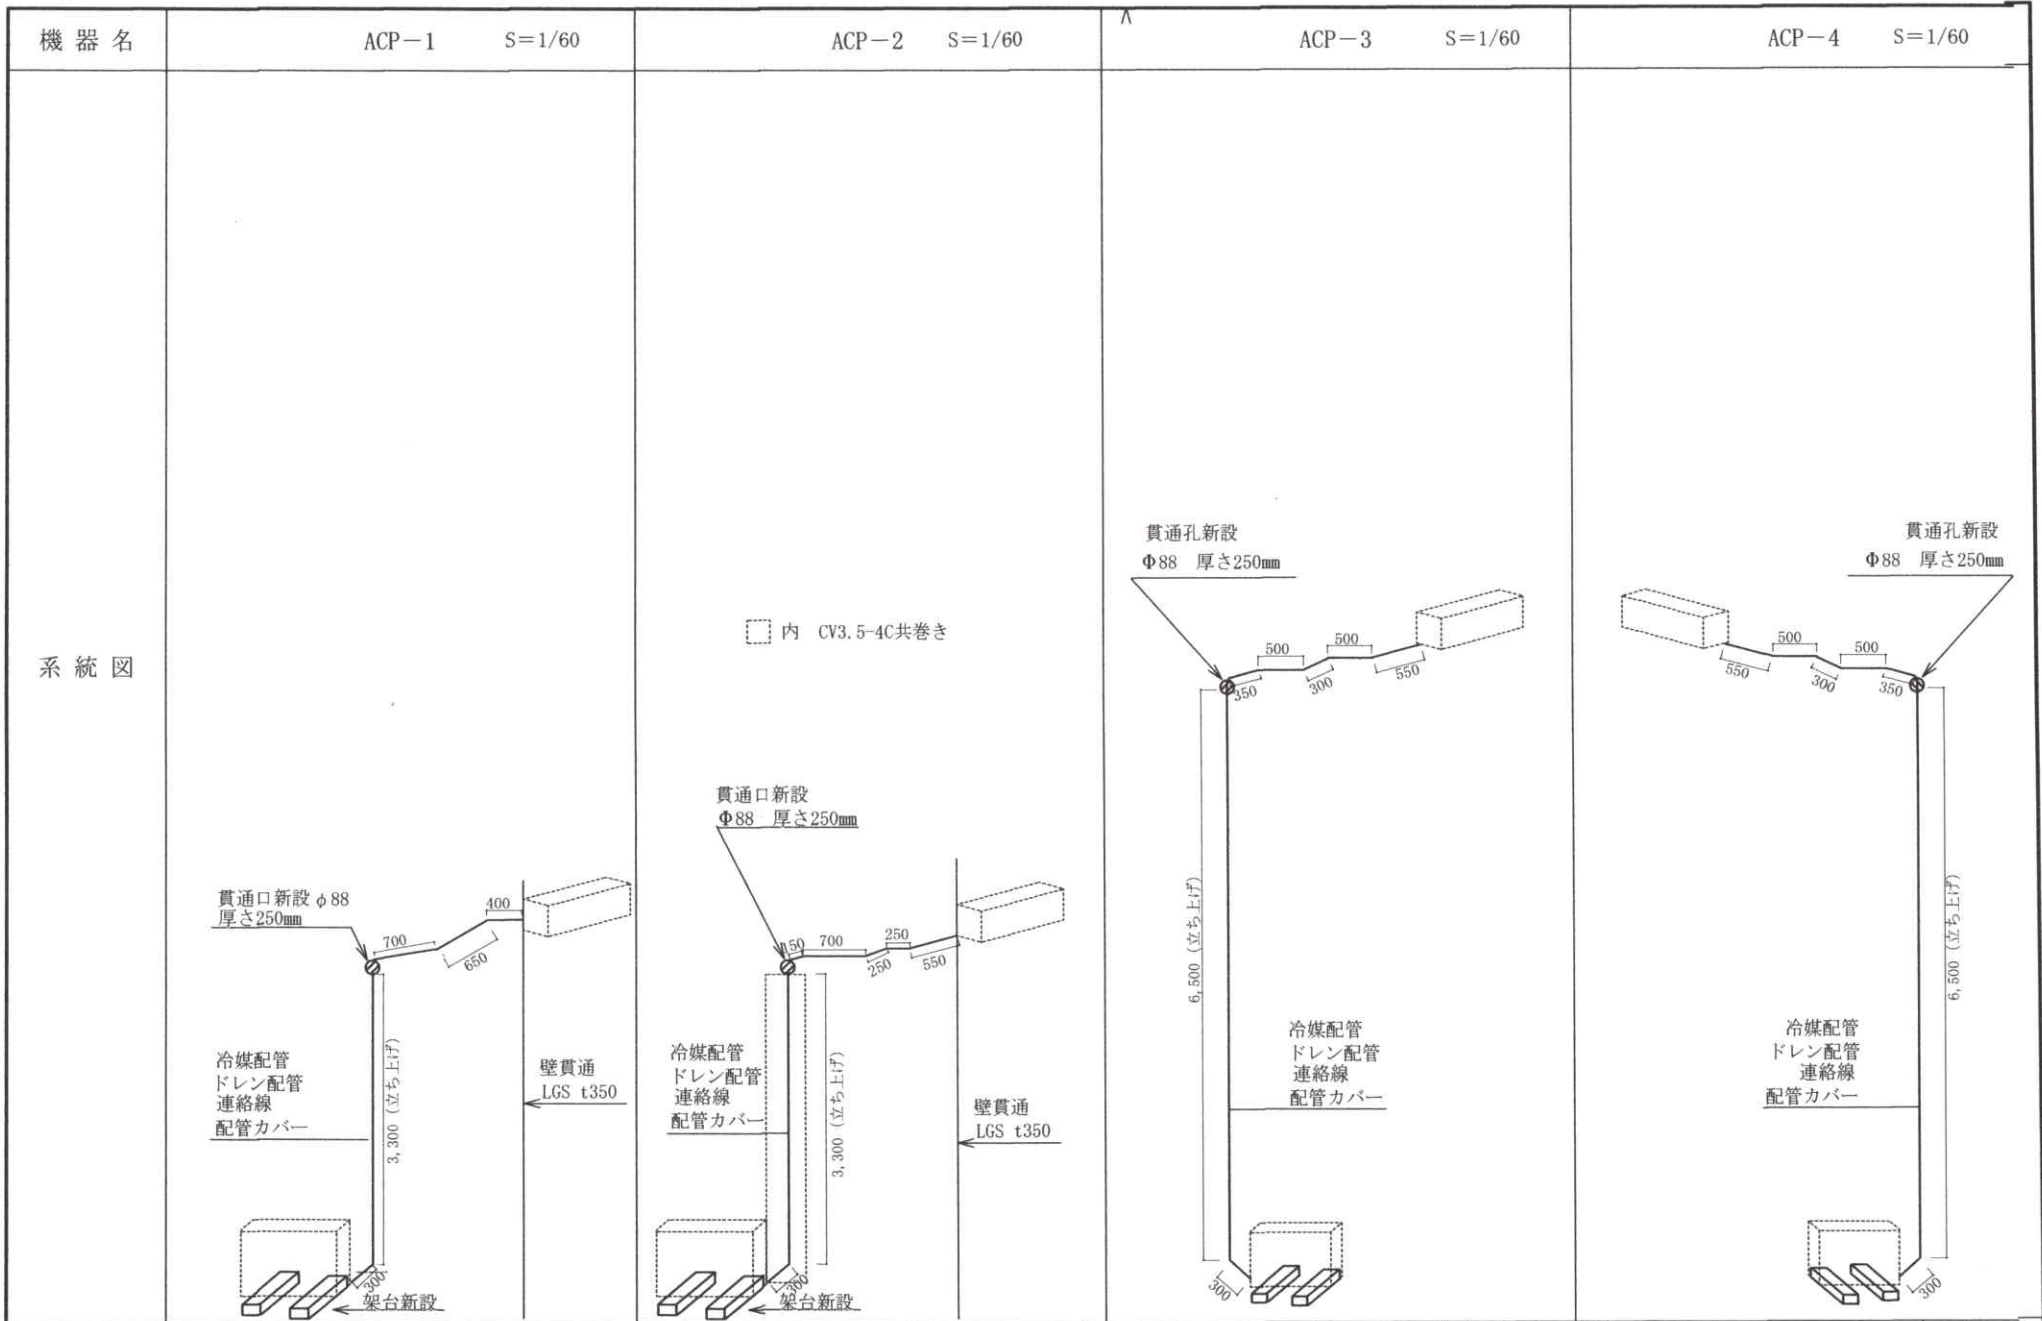 機器名
ACP－1 S＝1/60
ACP－2 S＝1/60
ACP－3 S＝1/60
ACP－4 S＝1/60
系統図
貫通口新設φ88
厚さ250㎜
700
650
400
3,300 (立ち上げ)
冷媒配管
ドレン配管
連絡線
配管カバー
壁貫通
LGS t350
300
架台新設
内 CV3.5-4C共巻き
貫通口新設
Φ88 厚さ250㎜
700
250
250
550
3,300 (立ち上げ)
冷媒配管
ドレン配管
連絡線
配管カバー
壁貫通
LGS t350
300
架台新設
貫通孔新設
Φ88 厚さ250㎜
350
500
300
500
550
6,500 (立ち上げ)
冷媒配管
ドレン配管
連絡線
配管カバー
300
貫通孔新設
Φ88 厚さ250㎜
550
500
300
500
350
6,500 (立ち上げ)
冷媒配管
ドレン配管
連絡線
配管カバー
300